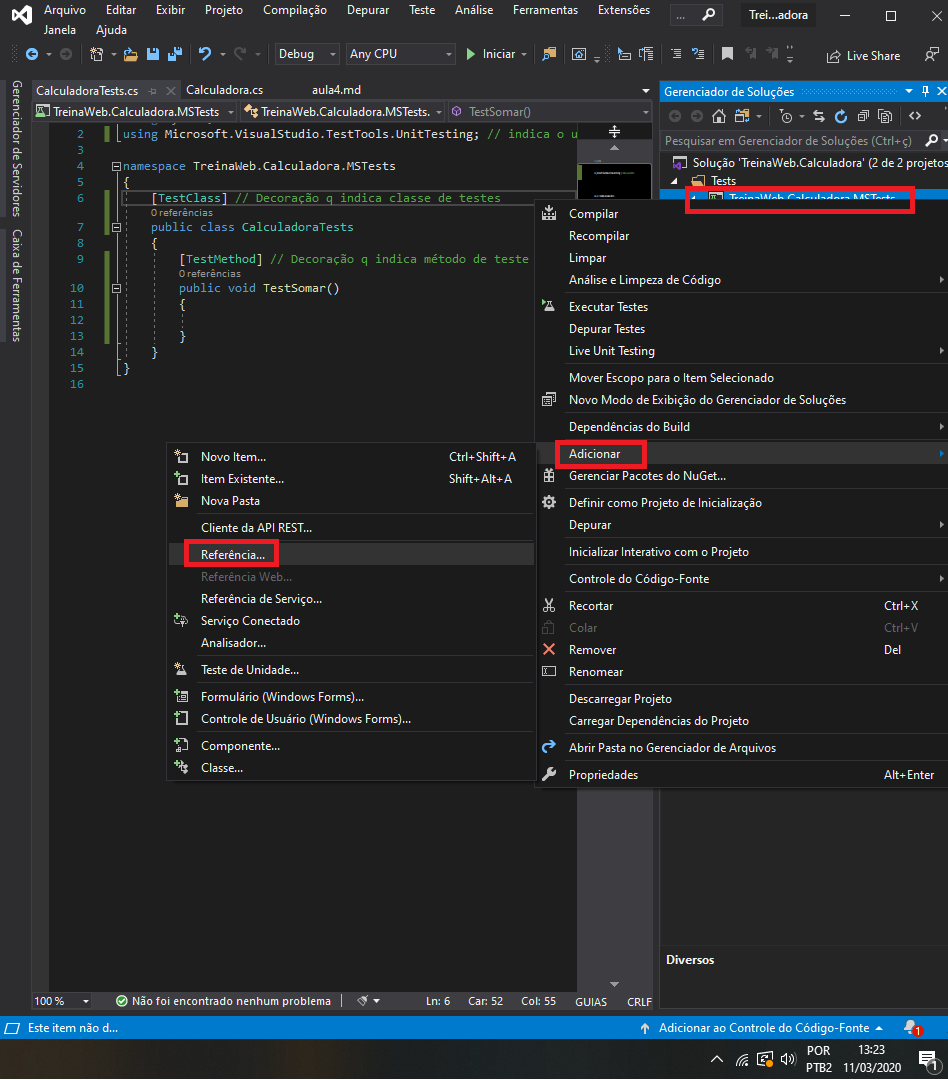 Arquivo Editar Exibir Projeto Compilação Depurar Teste Análise Ferramentas Extensões ... Trei...adora
Janela Ajuda
Debug Any CPU Iniciar Live Share
Gerenciador de Servidores
Caixa de Ferramentas
CalculadoraTests.cs Calculadora.cs aula4.md
TreinaWeb.Calculadora.MSTests TreinaWeb.Calculadora.MSTests. TestSomar()
2 using Microsoft.VisualStudio.TestTools.UnitTesting; // indica o u
3
4 namespace TreinaWeb.Calculadora.MSTests
5 {
6 [TestClass] // Decoração q indica classe de testes
0 referências
7 public class CalculadoraTests
8 {
9 [TestMethod] // Decoração q indica método de teste
0 referências
10 public void TestSomar()
11 {
12
13 }
14 }
15 }
16
Gerenciador de Soluções
Pesquisar em Gerenciador de Soluções (Ctrl+ç)
Solução 'TreinaWeb.Calculadora' (2 de 2 projetos
Tests
TreinaWeb.Calculadora.MSTests
Compilar
Recompilar
Limpar
Análise e Limpeza de Código
Executar Testes
Depurar Testes
Live Unit Testing
Mover Escopo para o Item Selecionado
Novo Modo de Exibição do Gerenciador de Soluções
Dependências do Build
Adicionar
Gerenciar Pacotes do NuGet...
Definir como Projeto de Inicialização
Depurar
Inicializar Interativo com o Projeto
Controle do Código-Fonte
Recortar Ctrl+X
Colar Ctrl+V
Remover Del
Renomear
Descarregar Projeto
Carregar Dependências do Projeto
Abrir Pasta no Gerenciador de Arquivos
Propriedades Alt+Enter
Novo Item... Ctrl+Shift+A
Item Existente... Shift+Alt+A
Nova Pasta
Cliente da API REST...
Referência...
Referência Web...
Referência de Serviço...
Serviço Conectado
Analisador...
Teste de Unidade...
Formulário (Windows Forms)...
Controle de Usuário (Windows Forms)...
Componente...
Classe...
Diversos
100 % Não foi encontrado nenhum problema Ln: 6 Car: 52 Col: 55 GUIAS CRLF
Este item não d... Adicionar ao Controle do Código-Fonte 1
POR 13:23
PTB2 11/03/2020 1